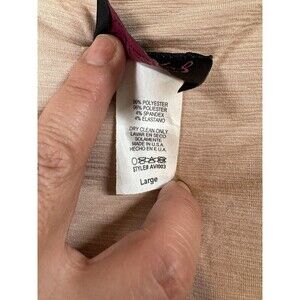 96% POLYESTER
96% POLIESTER
4% SPANDEX
4% ELASTANO
DRY CLEAN ONLY
LAVAR EN SECO
SOLAMENTE
MADE IN U.S.A.
HECHO EN E.U.A.
Large